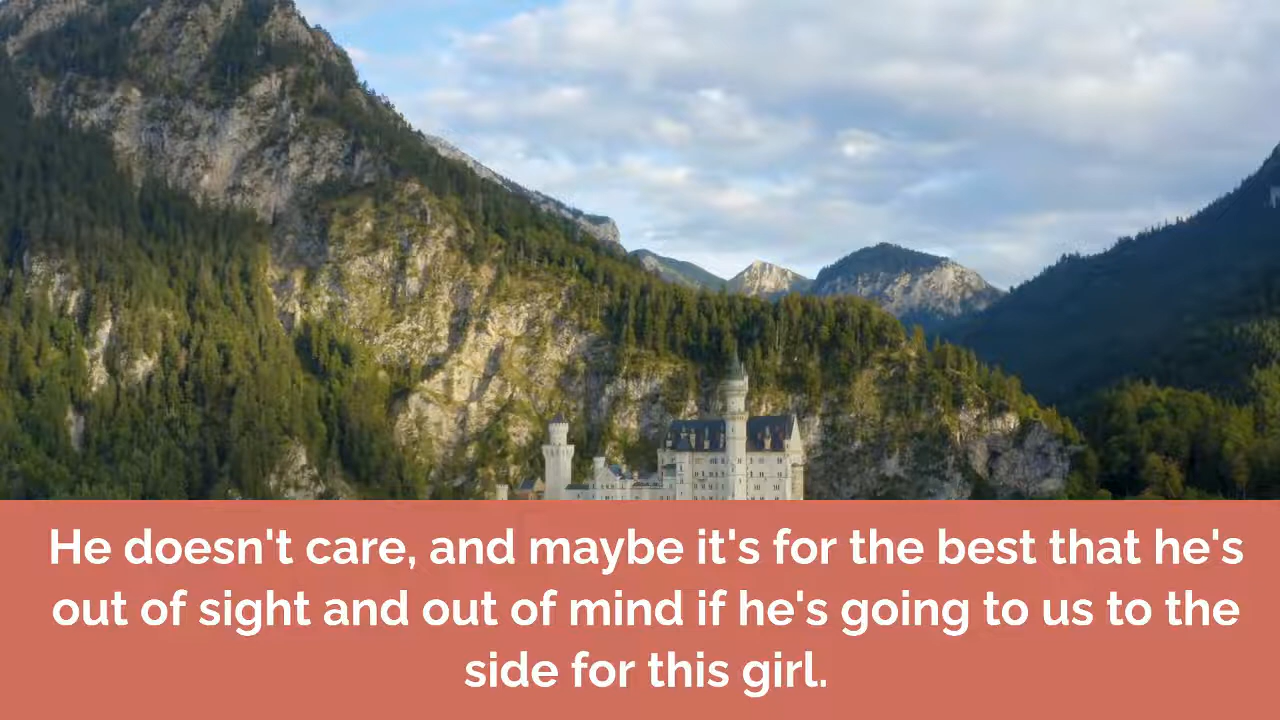 He doesn't care, and maybe it's for the best that he's
out of sight and out of mind if he's going to us to the
side for this girl.